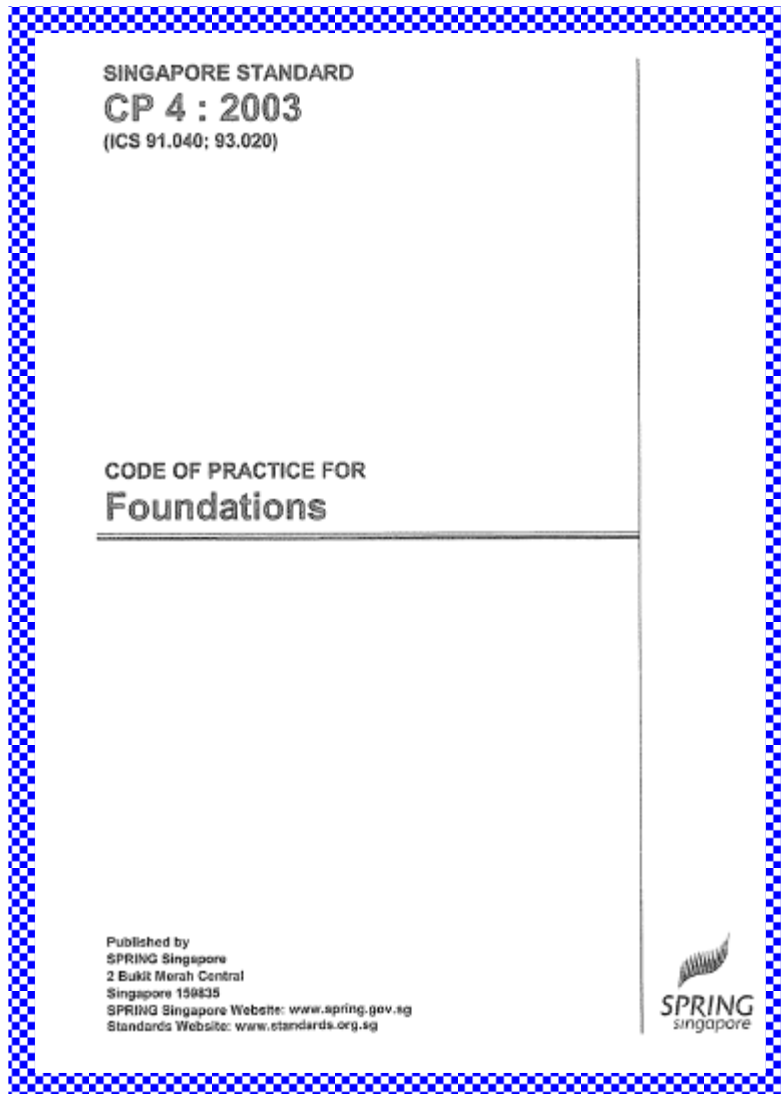 SINGAPORE STANDARD
CP 4 : 2003
(ICS 91.040; 93.020)
CODE OF PRACTICE FOR
Foundations
Published by
SPRING Singapore
2 Bukit Merah Central
Singapore 159835
SPRING Singapore Website: www.spring.gov.sg
Standards Website: www.standards.org.sg
SPRING
singapore